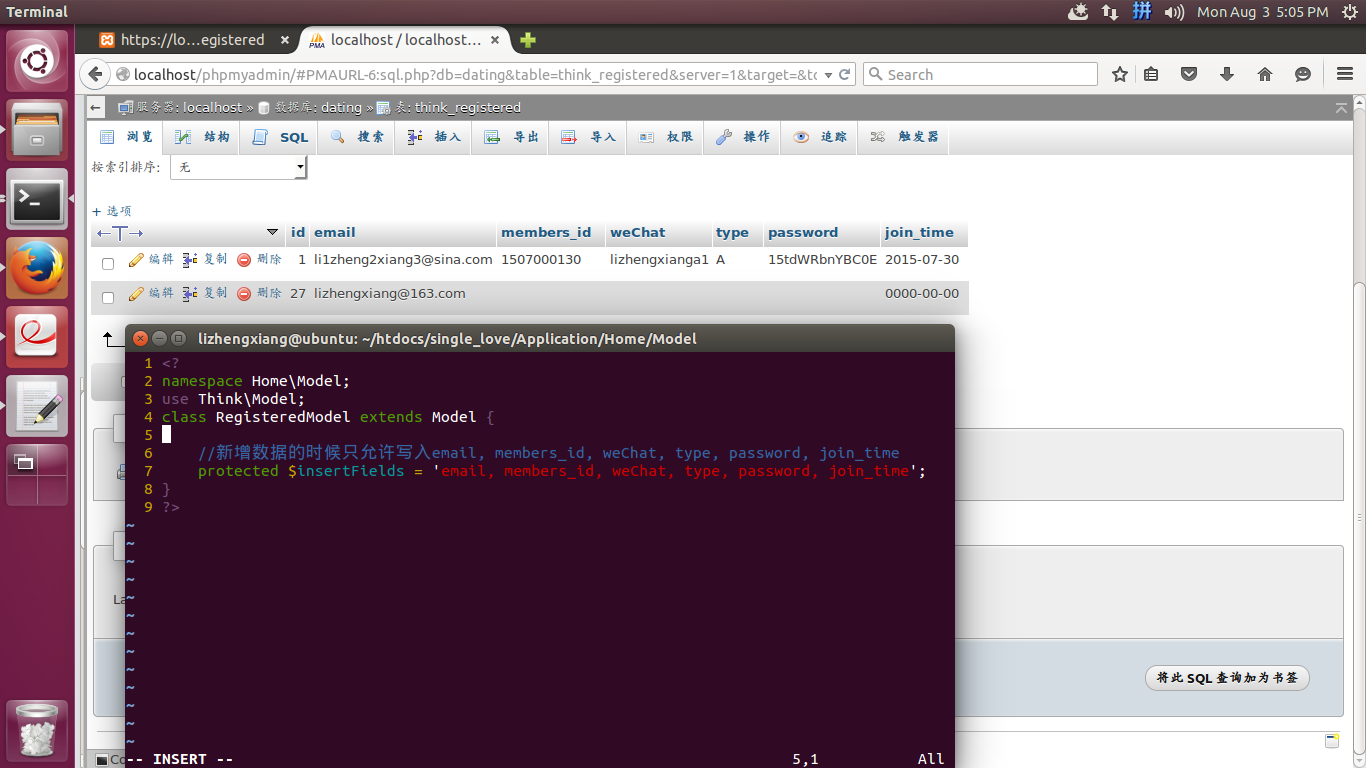 Terminal
拼
Mon Aug 3 5:05 PM
https://lo…egistered
PMA localhost / localhost…
localhost/phpmyadmin/#PMAURL-6:sql.php?db=dating&table=think_registered&server=1&target=&to
Search
服务器: localhost » 数据库: dating » 表: think_registered
浏览 结构 SQL 搜索 插入 导出 导入 权限 操作 追踪 触发器
按索引排序: 无
+ 选项
←T→ id email members_id weChat type password join_time
编辑 复制 删除 1 li1zheng2xiang3@sina.com 1507000130 lizhengxianga1 A 15tdWRbnYBC0E 2015-07-30
编辑 复制 删除 27 lizhengxiang@163.com 0000-00-00
lizhengxiang@ubuntu: ~/htdocs/single_love/Application/Home/Model
1 <?
2 namespace Home\Model;
3 use Think\Model;
4 class RegisteredModel extends Model {
5
6 //新增数据的时候只允许写入email, members_id, weChat, type, password, join_time
7 protected $insertFields = 'email, members_id, weChat, type, password, join_time';
8 }
9 ?>
~
~
~
~
~
~
~
~
~
~
~
~
~
La
将此 SQL 查询加为书签
Co
-- INSERT -- 5,1 All